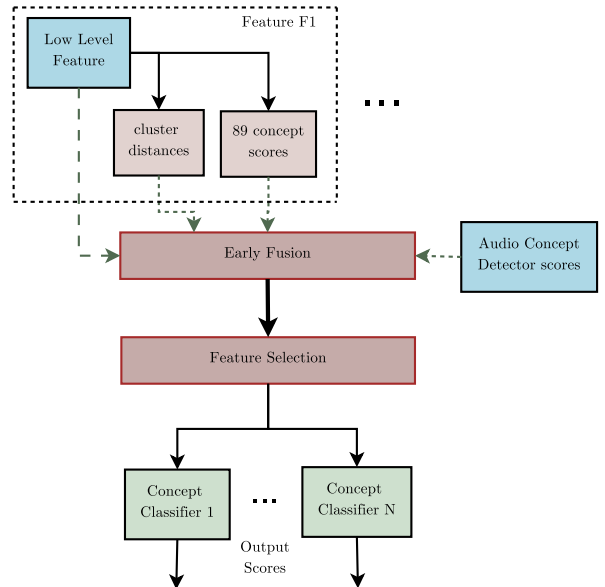 Feature F1
Low Level
Feature
cluster
distances
89 concept
scores
Early Fusion
Audio Concept
Detector scores
Feature Selection
Concept
Classifier 1
Concept
Classifier N
Output
Scores